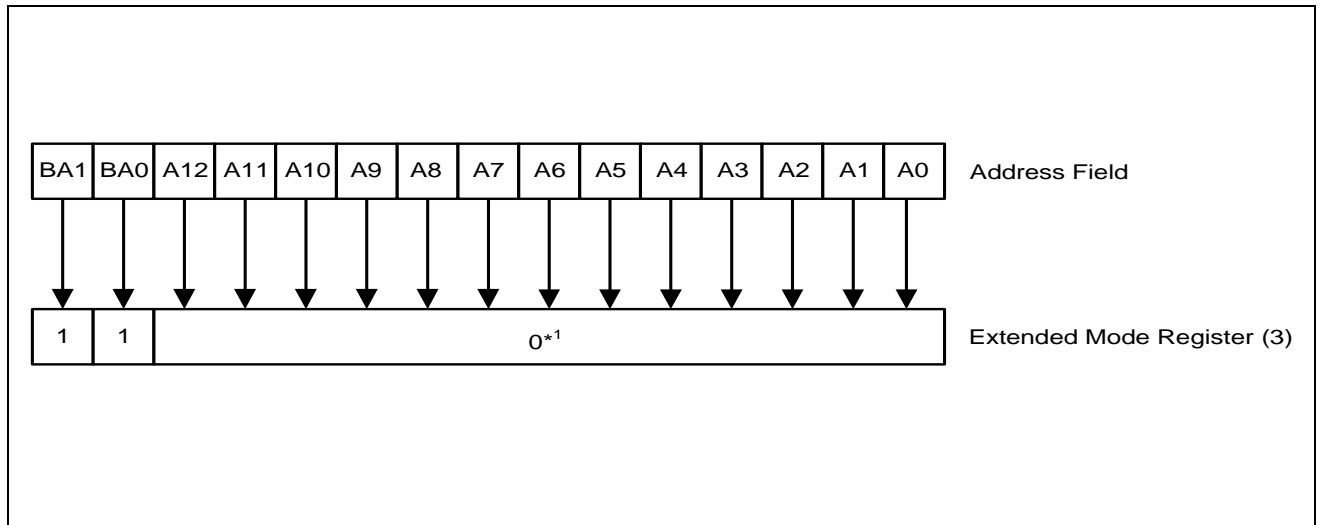 BA1 BA0 A12 A11 A10 A9 A8 A7 A6 A5 A4 A3 A2 A1 A0 Address Field
1 1 0*1 Extended Mode Register (3)